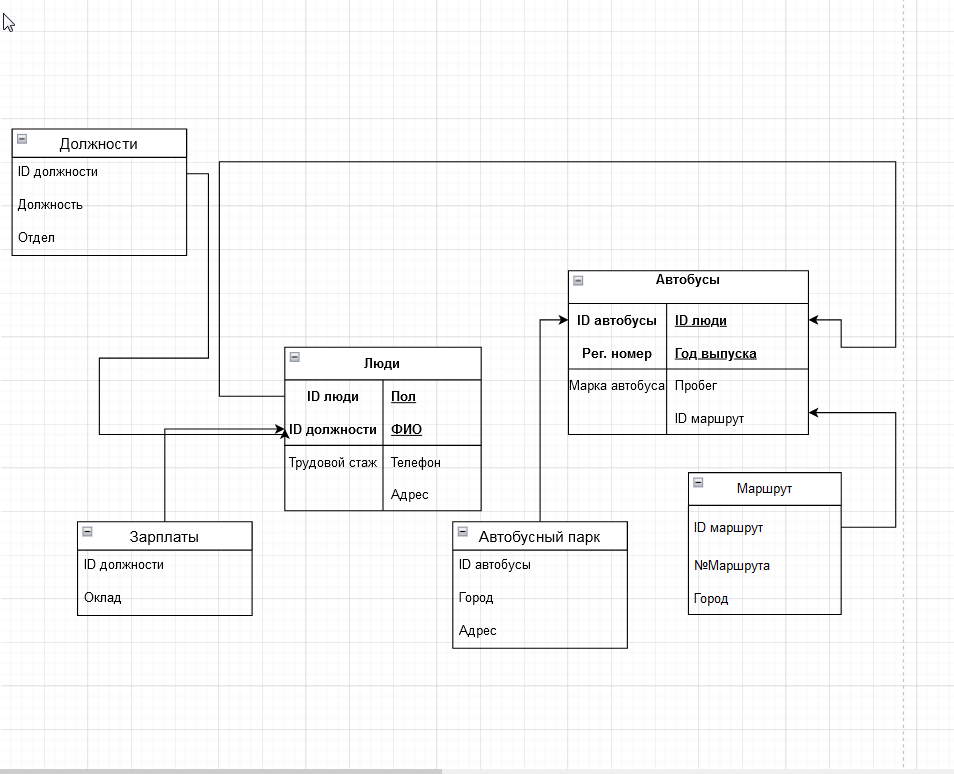 Должности
ID должности
Должность
Отдел
Автобусы
ID автобусы
ID люди
Рег. номер
Год выпуска
Марка автобуса
Пробег
ID маршрут
Люди
ID люди
Пол
ID должности
ФИО
Трудовой стаж
Телефон
Адрес
Маршрут
ID маршрут
№Маршрута
Город
Зарплаты
ID должности
Оклад
Автобусный парк
ID автобусы
Город
Адрес